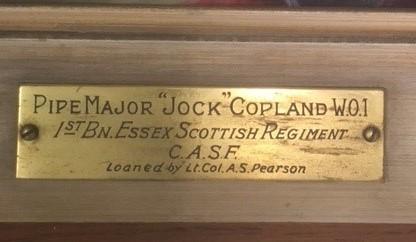 PIPE MAJOR "JOCK" COPLAND W.O.1
1ST BN. ESSEX SCOTTISH REGIMENT
C.A.S.F.
Loaned by Lt. Col. A.S. Pearson